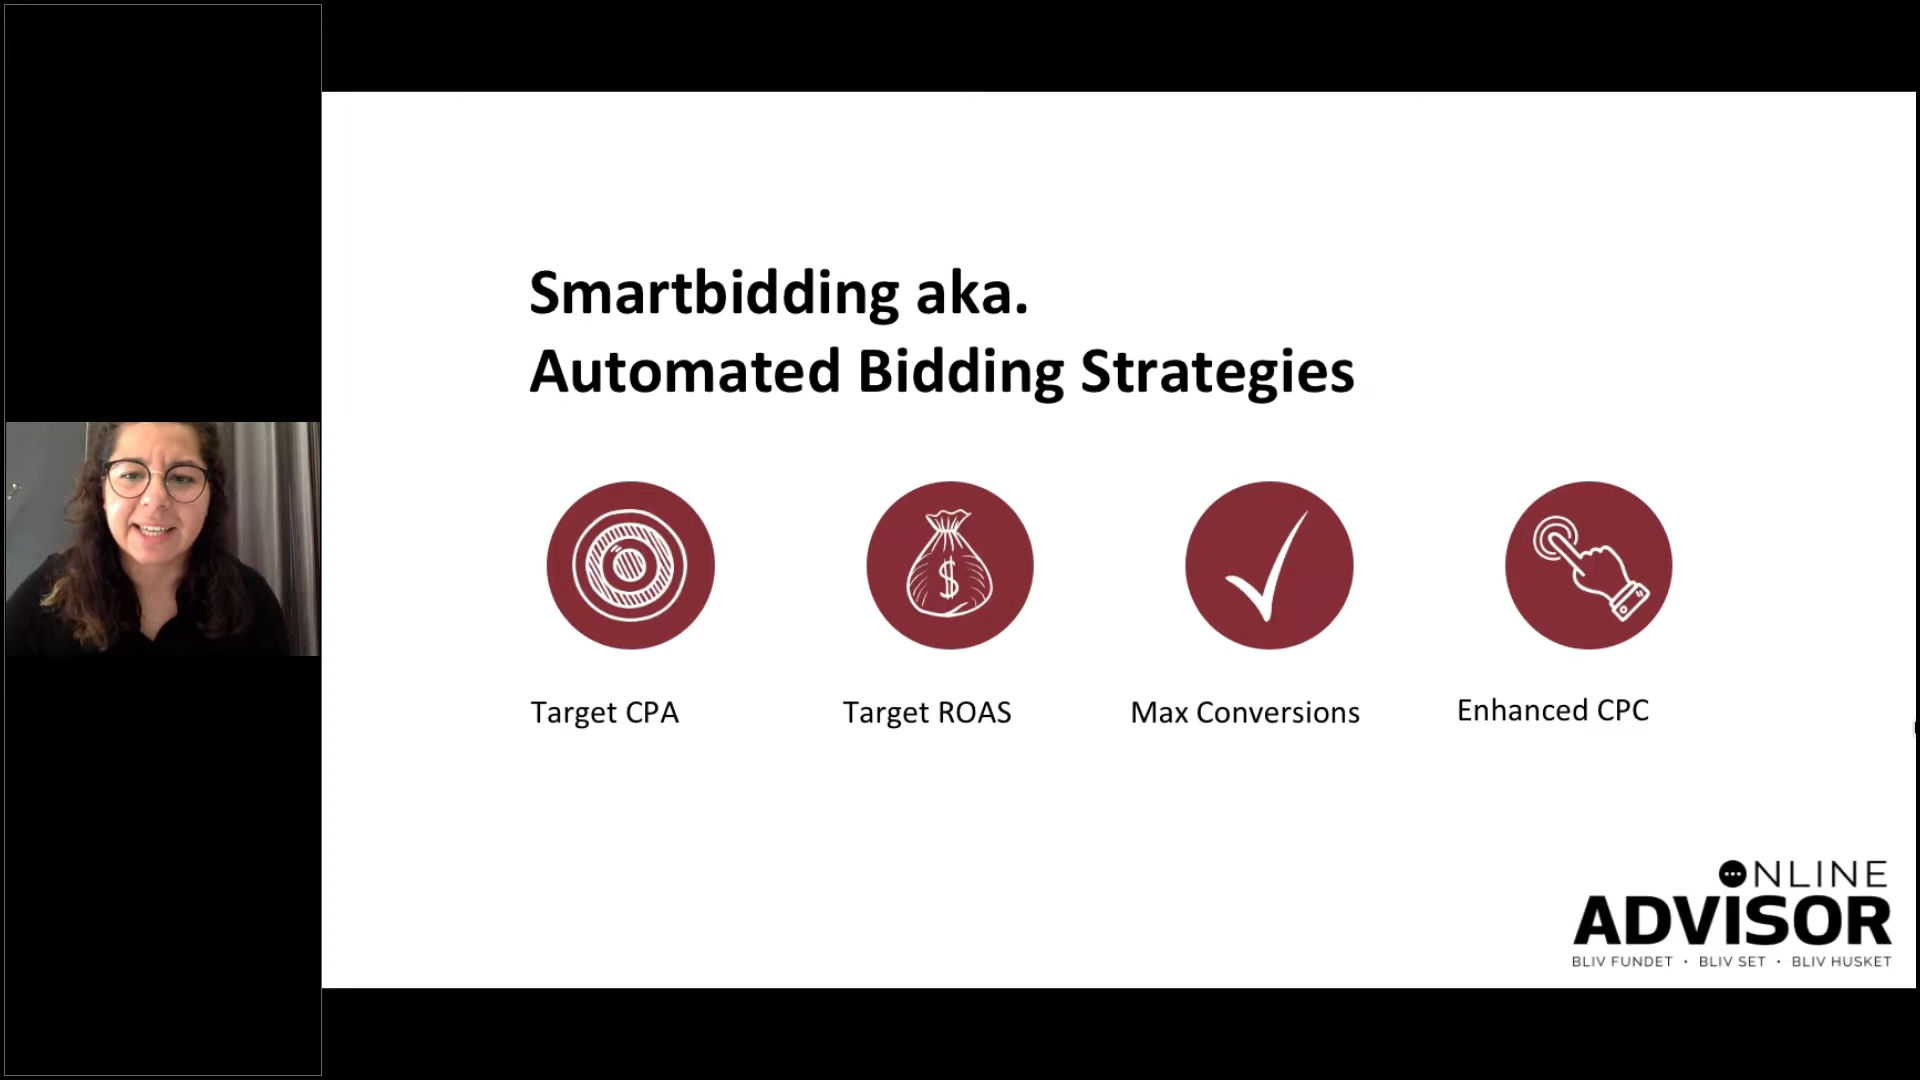 Smartbidding aka.
Automated Bidding Strategies
$
Target CPA
Target ROAS
Max Conversions
Enhanced CPC
ONLINE
ADVISOR
BLIV FUNDET • BLIV SET • BLIV HUSKET